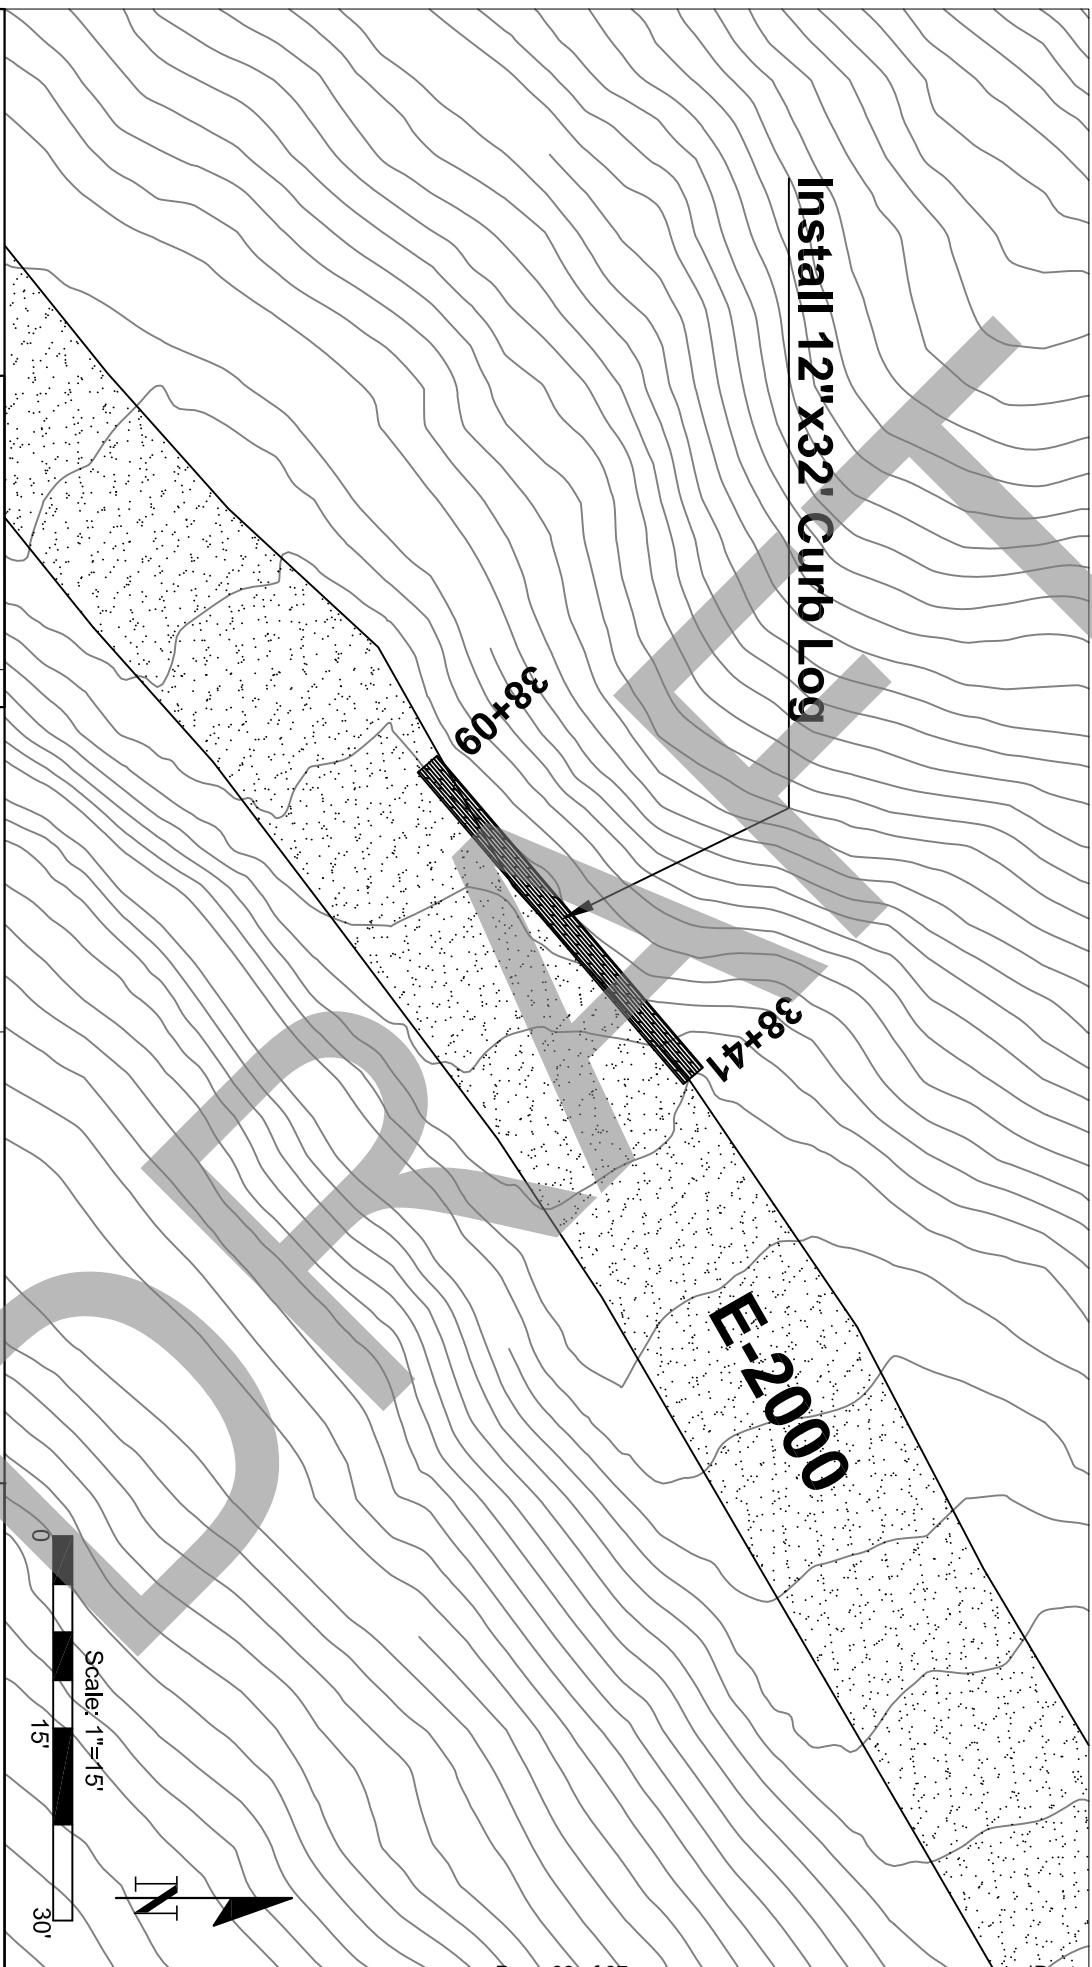 Install 12"x32' Curb Log
38+09
38+41
E-2000
DRAFT
Scale: 1"=15'
0
15'
30'
N